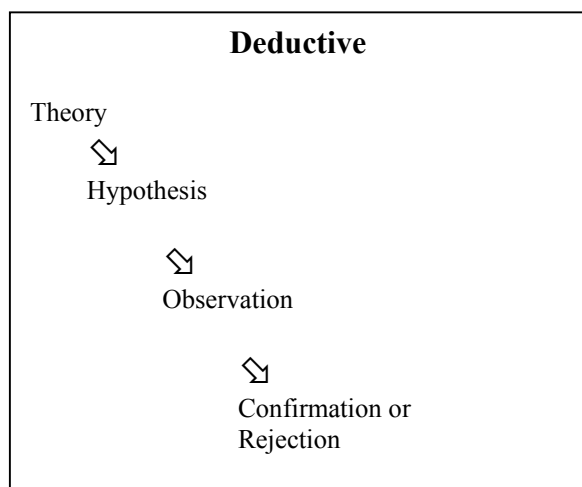 Deductive
Theory
Hypothesis
Observation
Confirmation or
Rejection